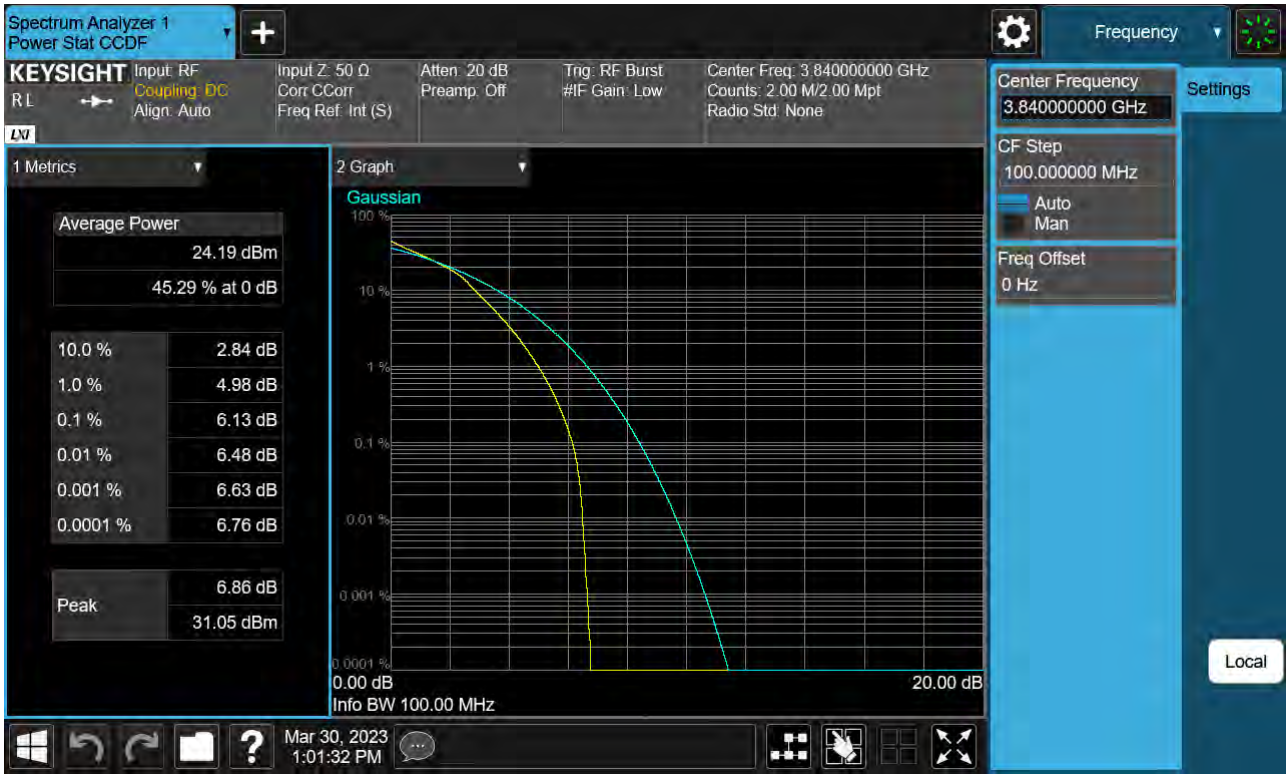 Spectrum Analyzer 1
Power Stat CCDF
Frequency
KEYSIGHT
RL
LXI
Input: RF
Coupling: DC
Align: Auto
Input Z: 50 Ω
Corr CCorr
Freq Ref: Int (S)
Atten: 20 dB
Preamp: Off
Trig: RF Burst
#IF Gain: Low
Center Freq: 3.840000000 GHz
Counts: 2.00 M/2.00 Mpt
Radio Std: None
Center Frequency
3.840000000 GHz
Settings
CF Step
100.000000 MHz
Auto
Man
Freq Offset
0 Hz
1 Metrics
Average Power
24.19 dBm
45.29 % at 0 dB
10.0 % 2.84 dB
1.0 % 4.98 dB
0.1 % 6.13 dB
0.01 % 6.48 dB
0.001 % 6.63 dB
0.0001 % 6.76 dB
Peak
6.86 dB
31.05 dBm
2 Graph
Gaussian
100 %
10 %
1 %
0.1 %
0.01 %
0.001 %
0.0001 %
0.00 dB 20.00 dB
Info BW 100.00 MHz
Local
? Mar 30, 2023
1:01:32 PM